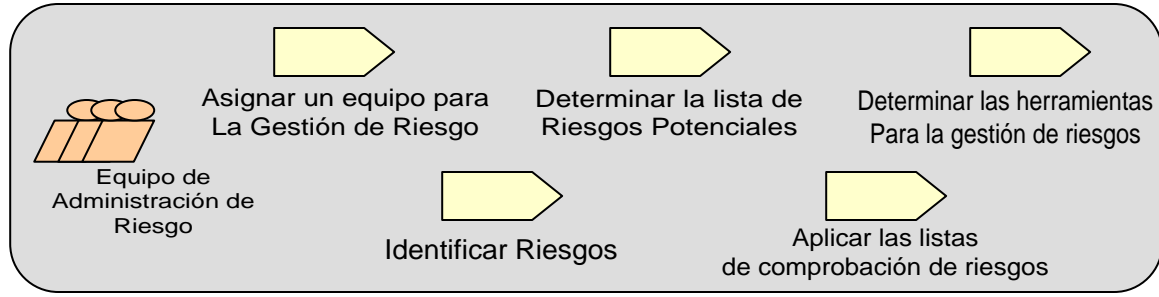 Asignar un equipo para
La Gestión de Riesgo
Determinar la lista de
Riesgos Potenciales
Determinar las herramientas
Para la gestión de riesgos
Equipo de
Administración de
Riesgo
Identificar Riesgos
Aplicar las listas
de comprobación de riesgos